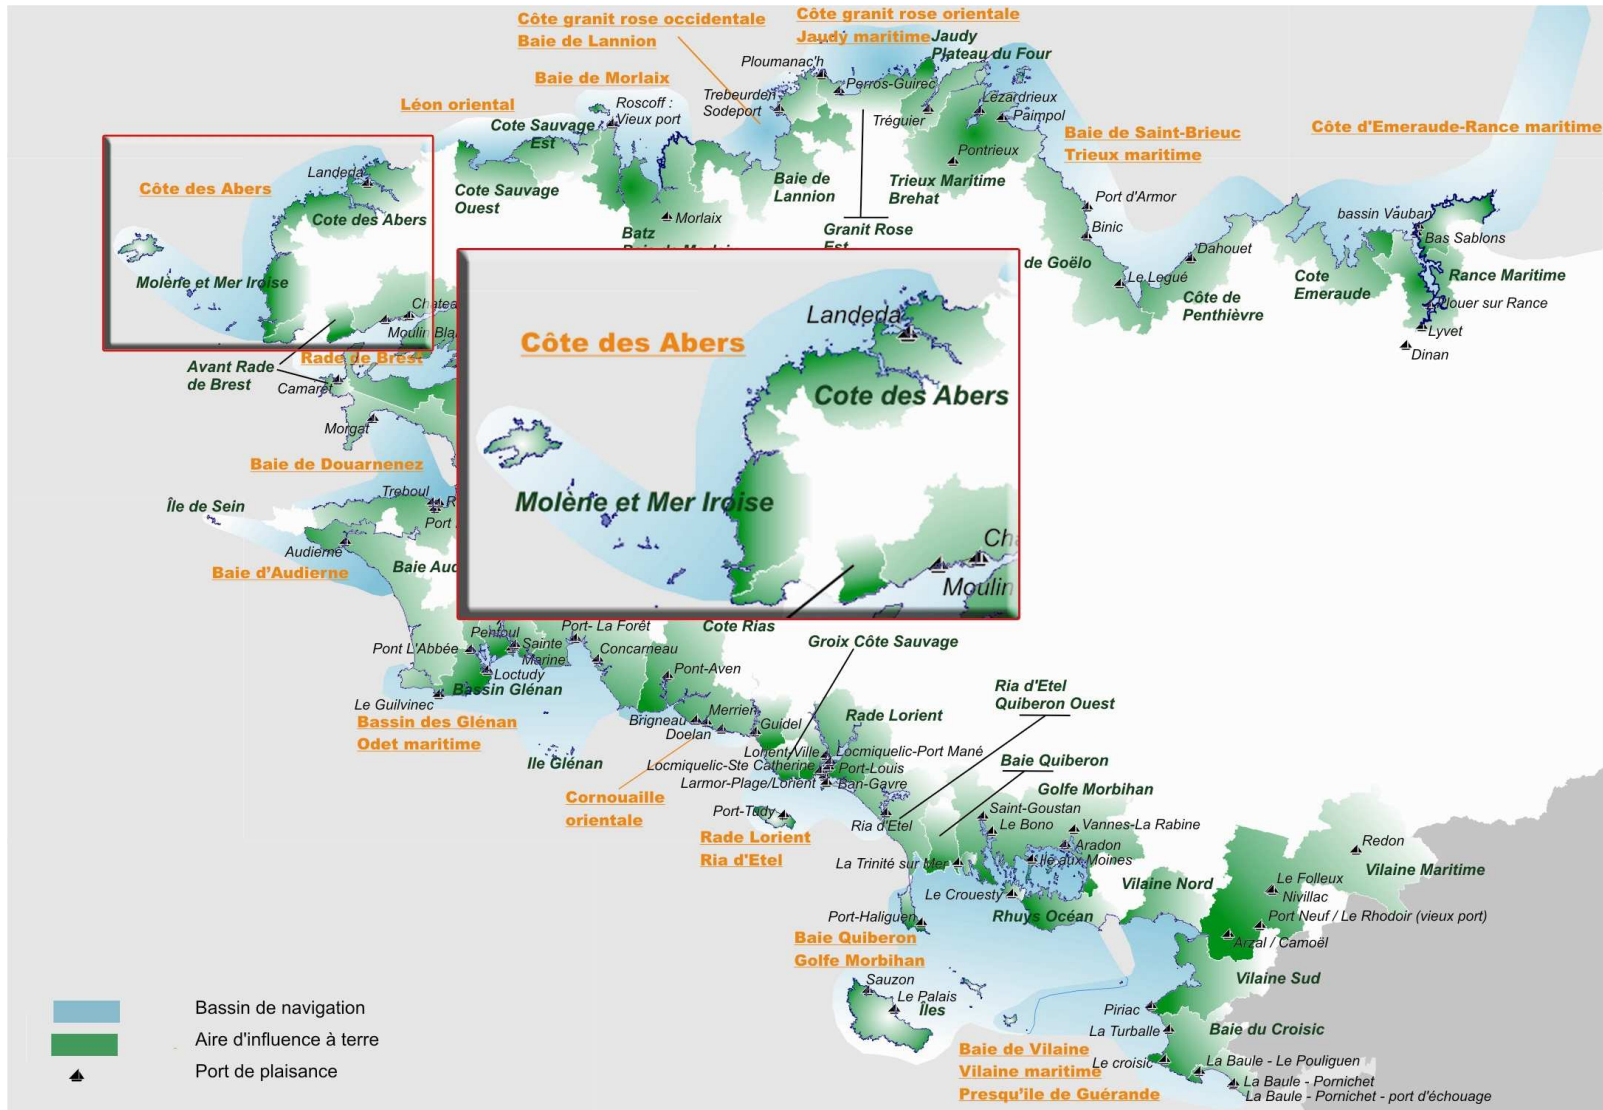 Côte granit rose occidentale
Baie de Lannion
Côte granit rose orientale
Jaudy maritime
Jaudy
Plateau du Four
Ploumanac'h
Perros-Guirec
Baie de Morlaix
Trebeurden
Sodeport
Léon oriental
Roscoff :
Vieux port
Cote Sauvage
Est
Lézardrieux
Paimpol
Tréguier
Baie de Saint-Brieuc
Trieux maritime
Côte d'Emeraude-Rance maritime
Pontrieux
Landeda
Côte des Abers
Cote des Abers
Cote Sauvage
Ouest
Baie de
Lannion
Trieux Maritime
Brehat
Port d'Armor
Morlaix
Batz
Granit Rose
Est
Binic
bassin Vauban
Bas Sablons
Dahouet
de Goëlo
Le Legué
Côte de
Penthièvre
Cote
Emeraude
Rance Maritime
Plouer sur Rance
Lyvet
Dinan
Molène et Mer Iroise
Chatea
Moulin Bla
Rade de Brest
Avant Rade
de Brest
Camaret
Morgat
Landeda
Côte des Abers
Cote des Abers
Molène et Mer Iroise
Ch
Moulin
Baie de Douarnenez
Treboul
R
Port
Île de Sein
Audierne
Baie d'Audierne
Baie Aud
Cote Rias
Port- La Forêt
Penfoul
Sainte
Marine
Pont L'Abbée
Concarneau
Loctudy
Pont-Aven
Bassin Glénan
Le Guilvinec
Bassin des Glénan
Odet maritime
Ile Glénan
Brigneau
Merrien
Doelan
Guidel
Cornouaille
orientale
Groix Côte Sauvage
Rade Lorient
Ria d'Etel
Quiberon Ouest
Lorient-Ville
Locmiquelic-Port Mané
Locmiquelic-Ste Catherine
Port-Louis
Larmor-Plage/Lorient
Ban-Gavre
Baie Quiberon
Golfe Morbihan
Port-Tudy
Ria d'Etel
Rade Lorient
Ria d'Etel
Saint-Goustan
Le Bono
Vannes-La Rabine
Aradon
Ile aux Moines
La Trinité sur Mer
Le Crouesty
Rhuys Océan
Vilaine Nord
Redon
Vilaine Maritime
Le Folleux
Nivillac
Port Neuf / Le Rhodoir (vieux port)
Arzal / Camoël
Port-Haliguen
Baie Quiberon
Golfe Morbihan
Vilaine Sud
Sauzon
Le Palais
Îles
Piriac
La Turballe
Baie du Croisic
Baie de Vilaine
Vilaine maritime
Presqu'ile de Guérande
Le croisic
La Baule - Le Pouliguen
La Baule - Pornichet
La Baule - Pornichet - port d'échouage
Bassin de navigation
Aire d'influence à terre
Port de plaisance